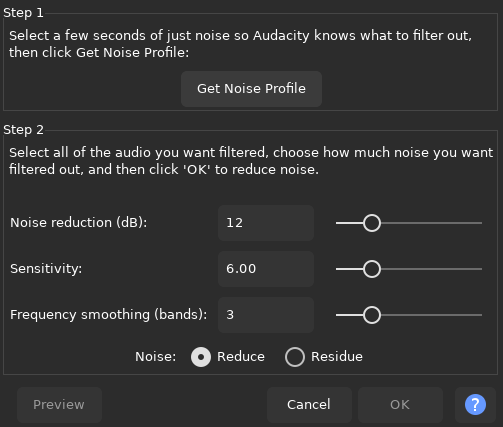 Step 1
Select a few seconds of just noise so Audacity knows what to filter out,
then click Get Noise Profile:
Get Noise Profile
Step 2
Select all of the audio you want filtered, choose how much noise you want
filtered out, and then click 'OK' to reduce noise.
Noise reduction (dB): 12
Sensitivity: 6.00
Frequency smoothing (bands): 3
Noise: Reduce Residue
Preview Cancel OK ?